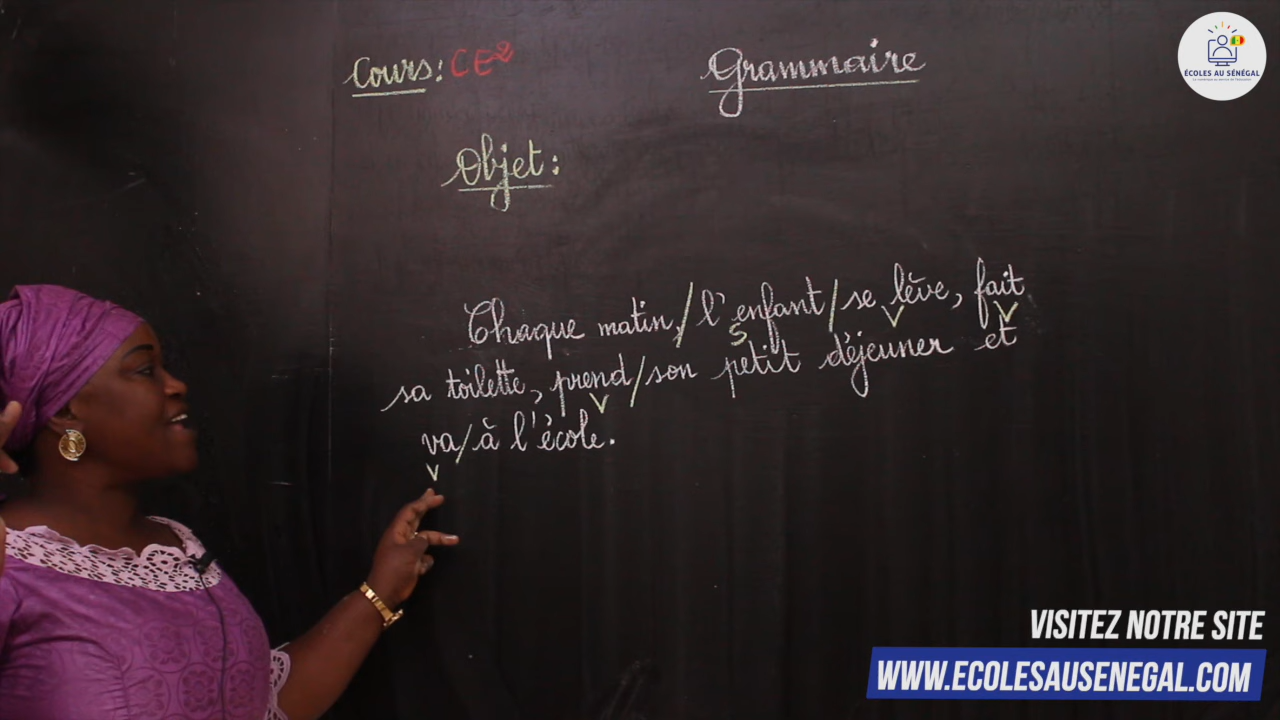 Cours : CE2
Grammaire
ÉCOLES AU SÉNÉGAL
Objet :
Chaque matin,/l'enfant/se lève, fait
S V V
sa toilette, prend/son petit déjeuner et
V
va/à l'école.
V
VISITEZ NOTRE SITE
WWW.ECOLESAUSENEGAL.COM